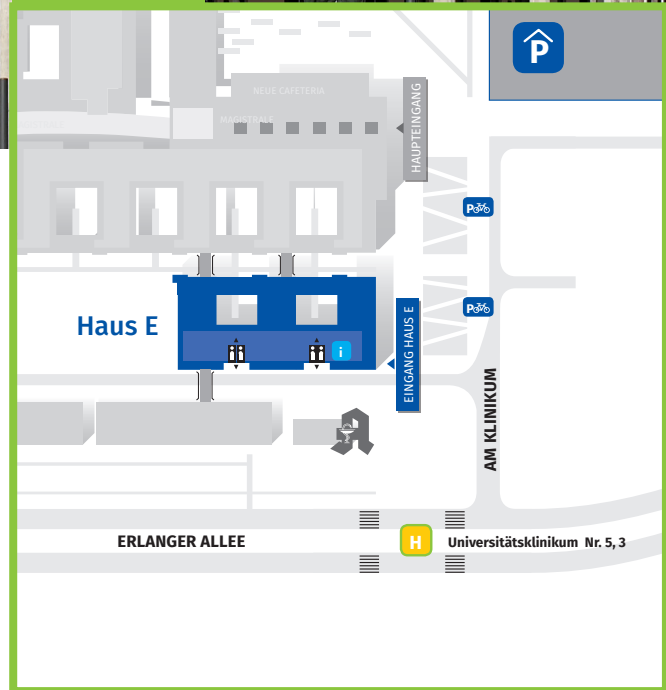 P
NEUE CAFETERIA
MAGISTRALE
HAUPTEINGANG
P
P
Haus E
i
EINGANG HAUS E
AM KLINIKUM
A
ERLANGER ALLEE
H
Universitätsklinikum Nr. 5, 3